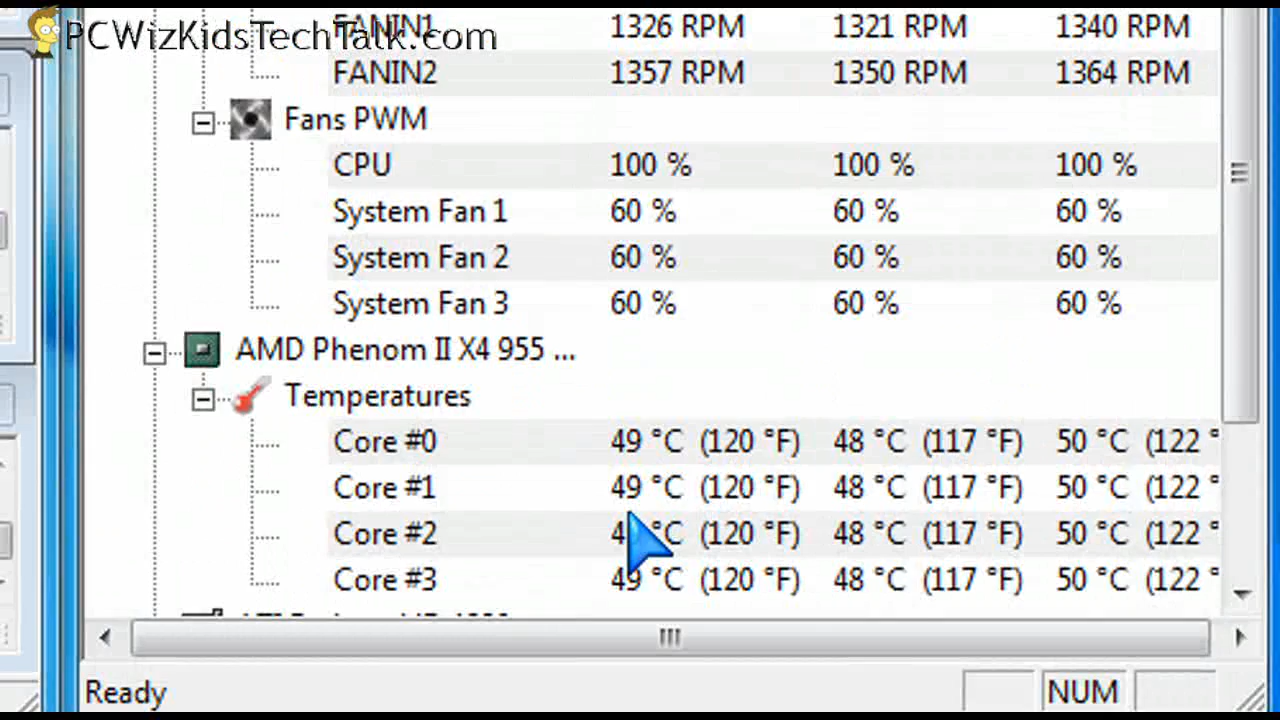 PCWizKidsTechTalk.com
FANIN1 1326 RPM 1321 RPM 1340 RPM
FANIN2 1357 RPM 1350 RPM 1364 RPM
Fans PWM
CPU 100 % 100 % 100 %
System Fan 1 60 % 60 % 60 %
System Fan 2 60 % 60 % 60 %
System Fan 3 60 % 60 % 60 %
AMD Phenom II X4 955 ...
Temperatures
Core #0 49 °C (120 °F) 48 °C (117 °F) 50 °C (122 °
Core #1 49 °C (120 °F) 48 °C (117 °F) 50 °C (122 °
Core #2 4 °C (120 °F) 48 °C (117 °F) 50 °C (122 °
Core #3 49 °C (120 °F) 48 °C (117 °F) 50 °C (122 °
Ready NUM